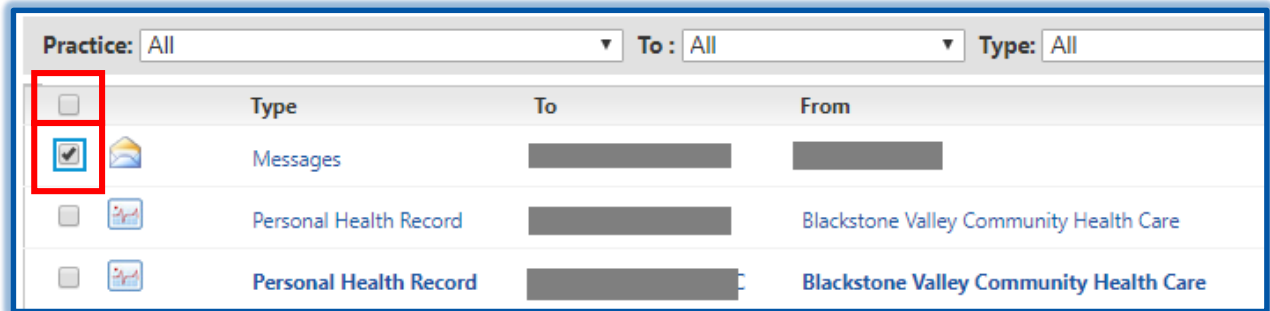 Practice: All To : All Type: All
Type To From
Messages
Personal Health Record Blackstone Valley Community Health Care
Personal Health Record C Blackstone Valley Community Health Care